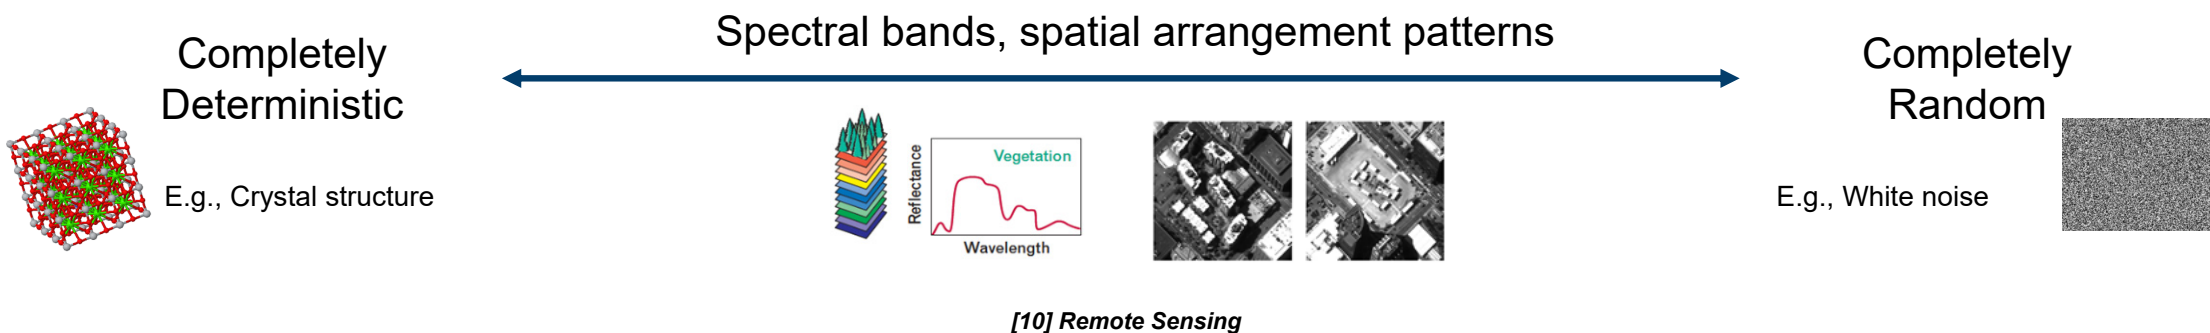 Completely
Deterministic
E.g., Crystal structure
Spectral bands, spatial arrangement patterns
Reflectance
Vegetation
Wavelength
[10] Remote Sensing
Completely
Random
E.g., White noise